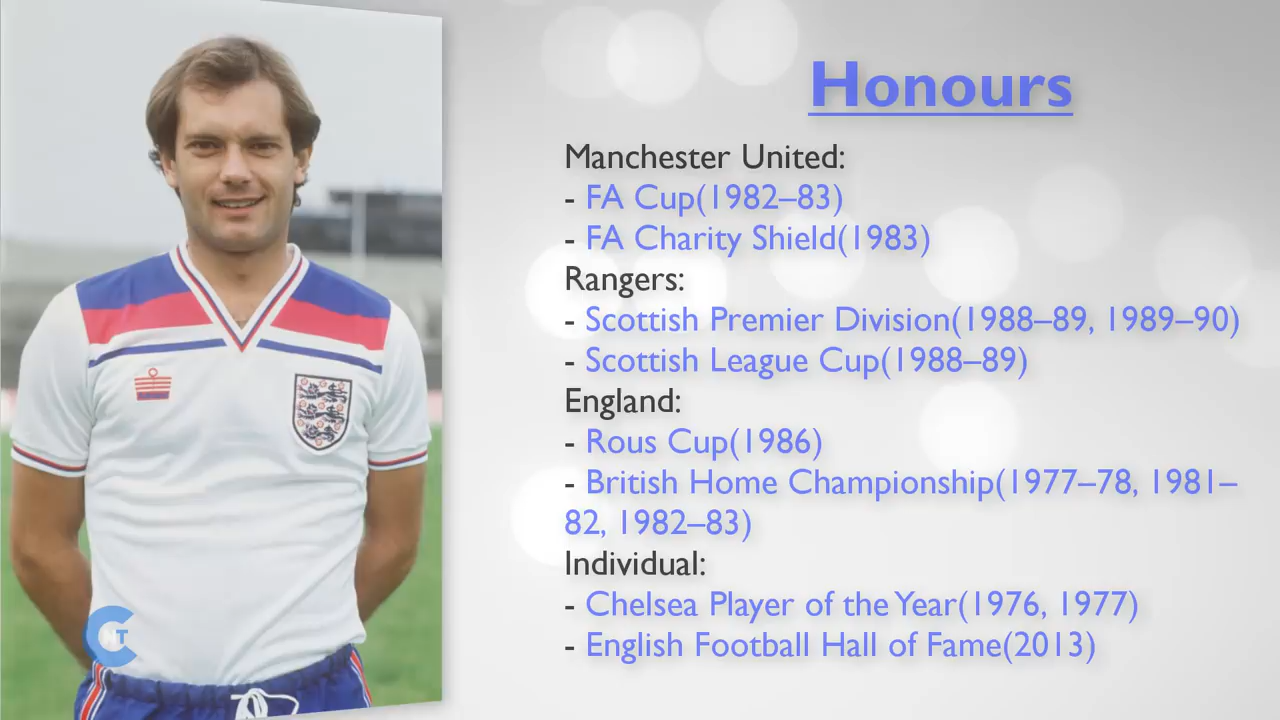 Honours
Manchester United:
- FA Cup(1982–83)
- FA Charity Shield(1983)
Rangers:
- Scottish Premier Division(1988–89, 1989–90)
- Scottish League Cup(1988–89)
England:
- Rous Cup(1986)
- British Home Championship(1977–78, 1981–
82, 1982–83)
Individual:
- Chelsea Player of the Year(1976, 1977)
- English Football Hall of Fame(2013)
CNT